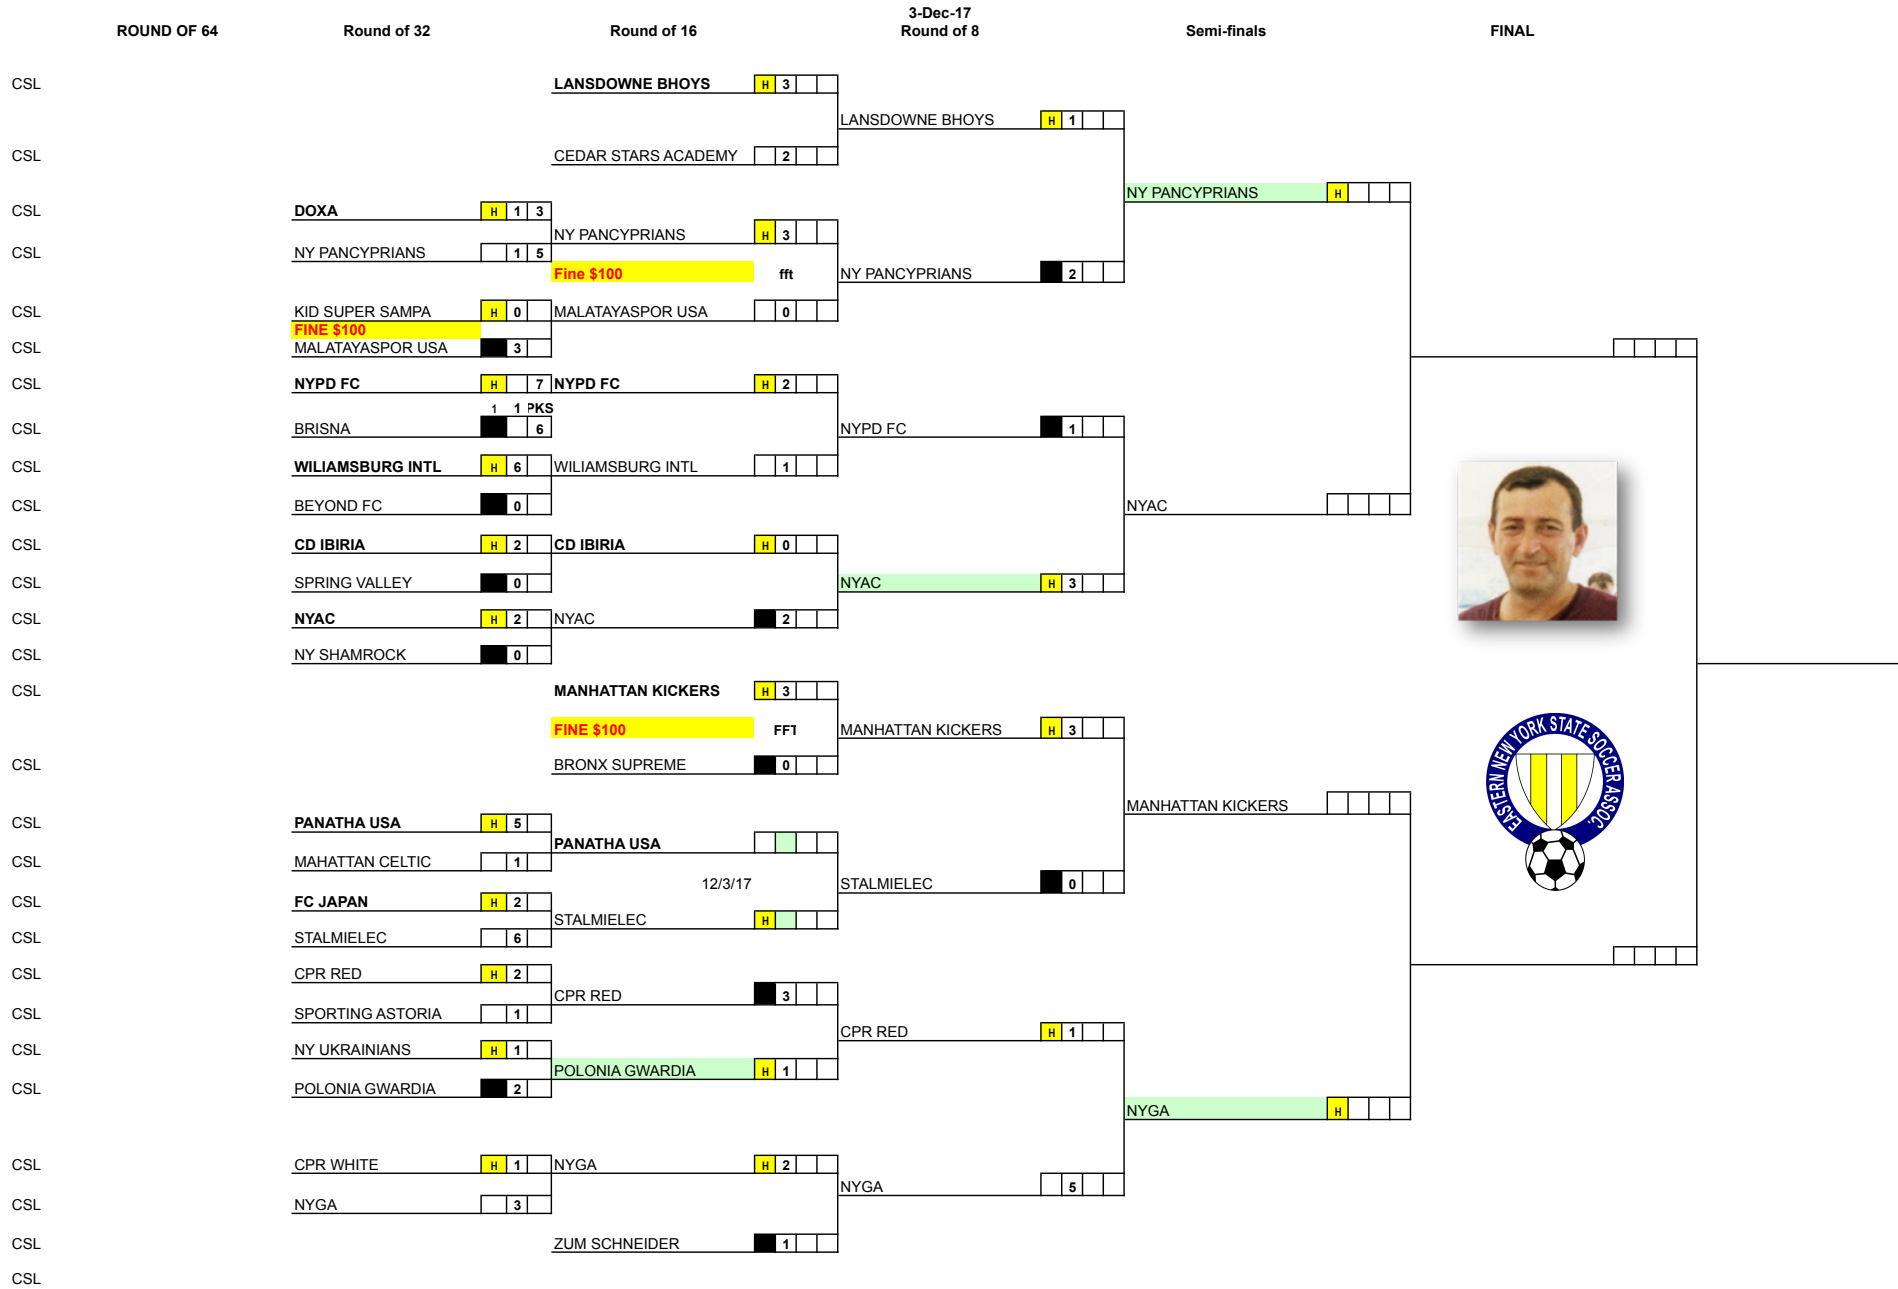 3-Dec-17
ROUND OF 64 Round of 32 Round of 16 Round of 8 Semi-finals FINAL
CSL LANSDOWNE BHOYS H 3
LANSDOWNE BHOYS H 1
CSL CEDAR STARS ACADEMY 2
NY PANCYPRIANS H
CSL DOXA H 1 3
NY PANCYPRIANS H 3
CSL NY PANCYPRIANS 1 5
Fine $100 fft NY PANCYPRIANS 2
CSL KID SUPER SAMPA H 0 MALATAYASPOR USA 0
FINE $100
CSL MALATAYASPOR USA 3
CSL NYPD FC H 7 NYPD FC H 2
1 1 PKS
CSL BRISNA 6 NYPD FC 1
CSL WILIAMSBURG INTL H 6 WILIAMSBURG INTL 1
CSL BEYOND FC 0 NYAC
CSL CD IBIRIA H 2 CD IBIRIA H 0
CSL SPRING VALLEY 0 NYAC H 3
CSL NYAC H 2 NYAC 2
CSL NY SHAMROCK 0
CSL MANHATTAN KICKERS H 3
FINE $100 FFT MANHATTAN KICKERS H 3
CSL BRONX SUPREME 0
MANHATTAN KICKERS
CSL PANATHA USA H 5
PANATHA USA
CSL MAHATTAN CELTIC 1
12/3/17 STALMIELEC 0
CSL FC JAPAN H 2
STALMIELEC H
CSL STALMIELEC 6
CSL CPR RED H 2
CPR RED 3
CSL SPORTING ASTORIA 1
CPR RED H 1
CSL NY UKRAINIANS H 1
POLONIA GWARDIA H 1
CSL POLONIA GWARDIA 2
NYGA H
CSL CPR WHITE H 1 NYGA H 2
NYGA 5
CSL NYGA 3
CSL ZUM SCHNEIDER 1
CSL
EASTERN NEW YORK STATE SOCCER ASSOC.